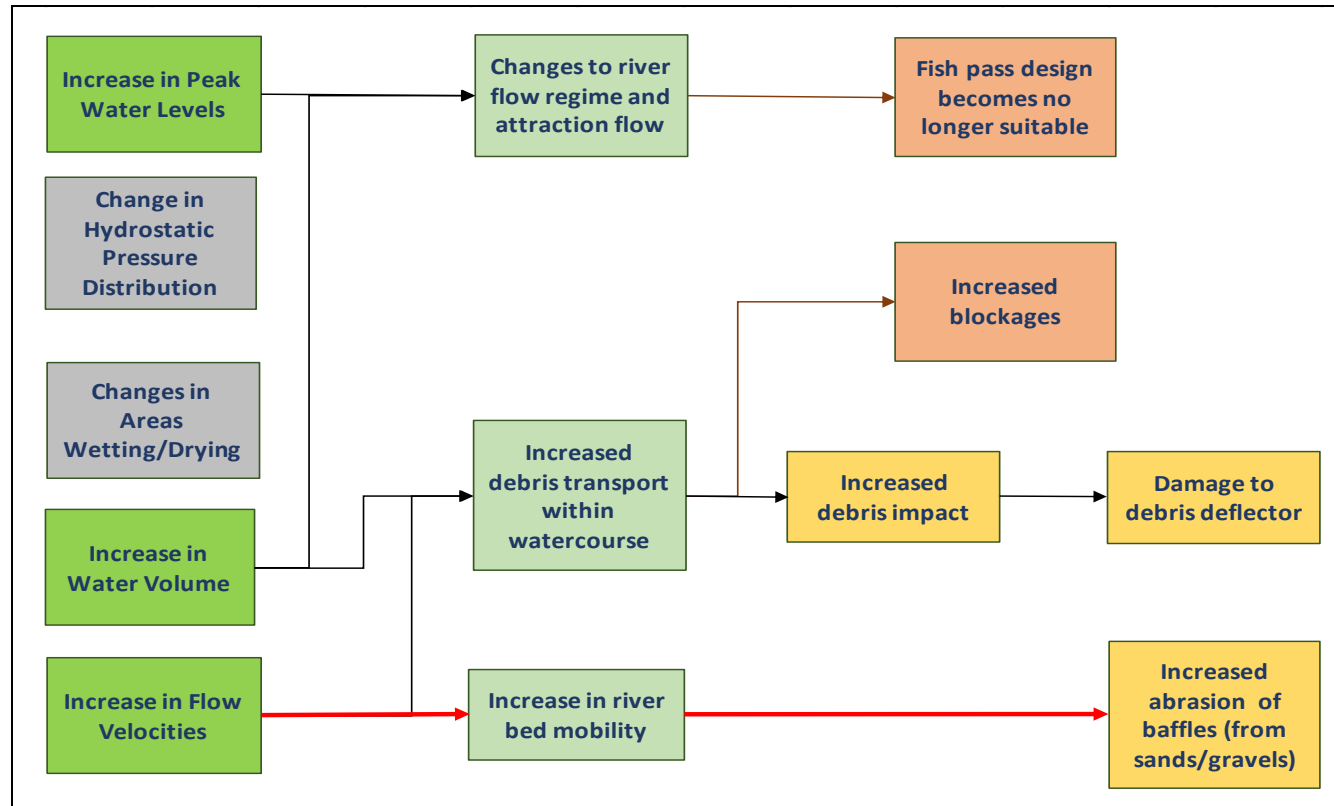 Increase in Peak
Water Levels
Changes to river
flow regime and
attraction flow
Fish pass design
becomes no
longer suitable
Change in
Hydrostatic
Pressure
Distribution
Increased
blockages
Changes in
Areas
Wetting/Drying
Increased
debris transport
within
watercourse
Increased
debris impact
Damage to
debris deflector
Increase in
Water Volume
Increase in Flow
Velocities
Increase in river
bed mobility
Increased
abrasion of
baffles (from
sands/gravels)